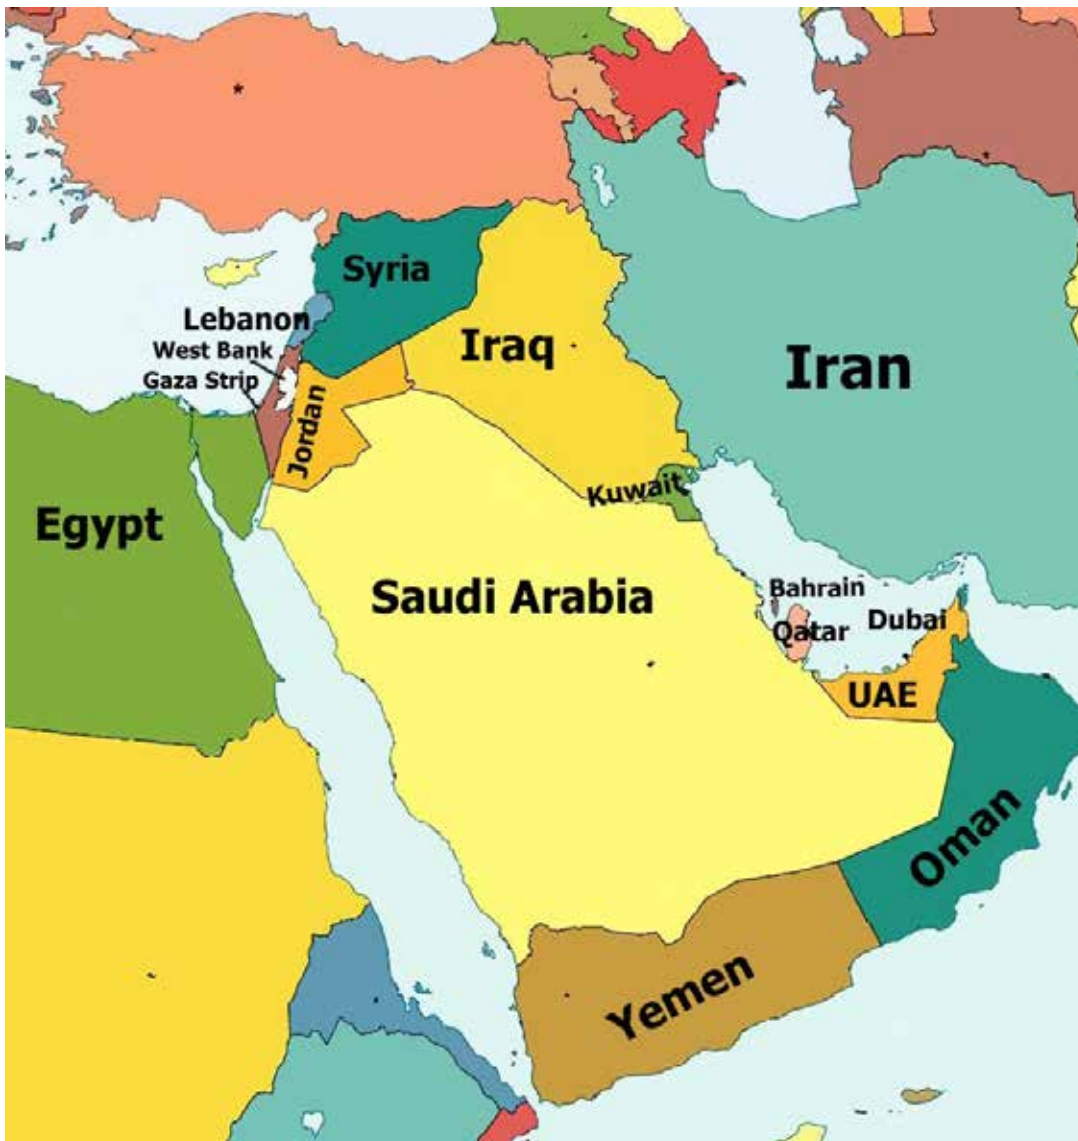 Syria
Lebanon
West Bank
Gaza Strip
Iraq
Iran
Jordan
Kuwait
Egypt
Saudi Arabia
Bahrain
Qatar
Dubai
UAE
Oman
Yemen